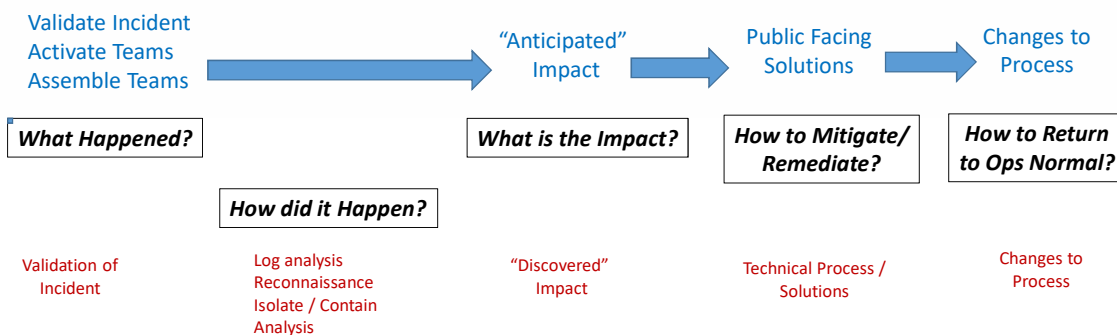 Validate Incident
Activate Teams
Assemble Teams
“Anticipated”
Impact
Public Facing
Solutions
Changes to
Process
What Happened?
What is the Impact?
How to Mitigate/
Remediate?
How to Return
to Ops Normal?
How did it Happen?
Validation of
Incident
Log analysis
Reconnaissance
Isolate / Contain
Analysis
“Discovered”
Impact
Technical Process /
Solutions
Changes to
Process